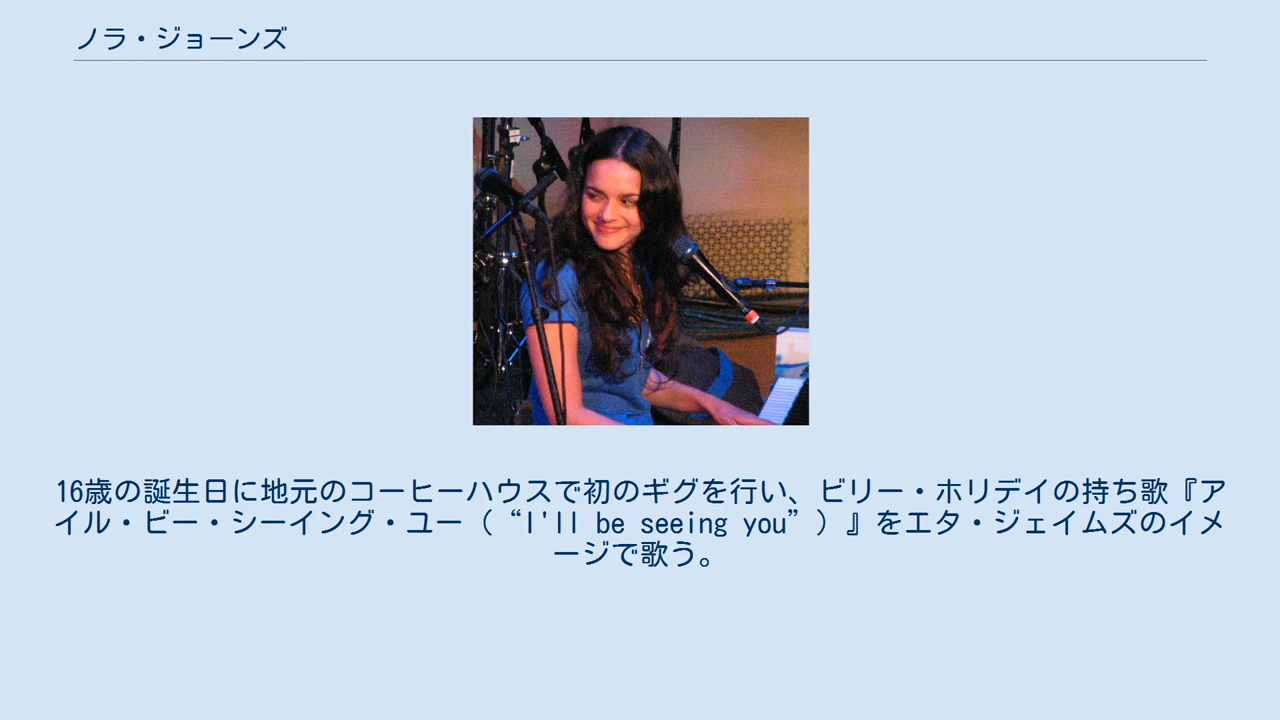 ノラ・ジョーンズ
16歳の誕生日に地元のコーヒーハウスで初のギグを行い、ビリー・ホリデイの持ち歌『ア
イル・ビー・シーイング・ユー（“I'll be seeing you”）』をエタ・ジェイムズのイメ
ージで歌う。